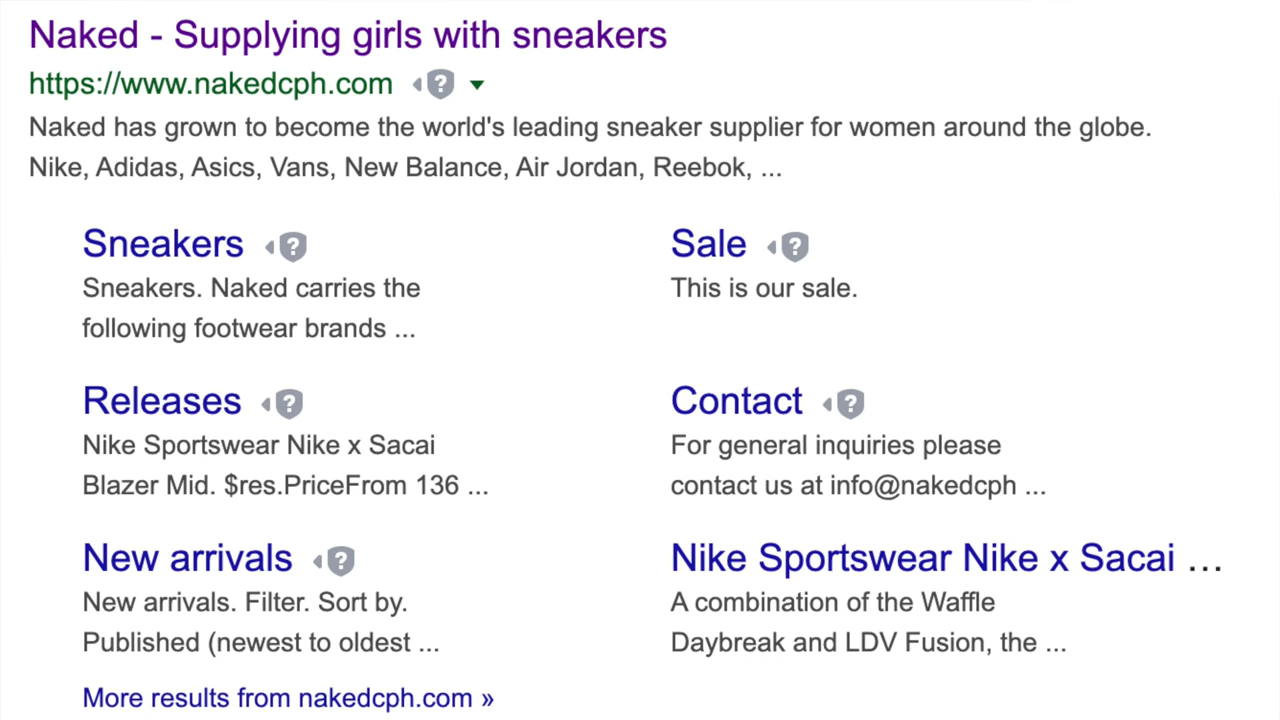 Naked - Supplying girls with sneakers
https://www.nakedcph.com
Naked has grown to become the world's leading sneaker supplier for women around the globe.
Nike, Adidas, Asics, Vans, New Balance, Air Jordan, Reebok, ...
Sneakers
Sneakers. Naked carries the
following footwear brands ...
Sale
This is our sale.
Releases
Nike Sportswear Nike x Sacai
Blazer Mid. $res.PriceFrom 136 ...
Contact
For general inquiries please
contact us at info@nakedcph ...
New arrivals
New arrivals. Filter. Sort by.
Published (newest to oldest ...
Nike Sportswear Nike x Sacai ...
A combination of the Waffle
Daybreak and LDV Fusion, the ...
More results from nakedcph.com »